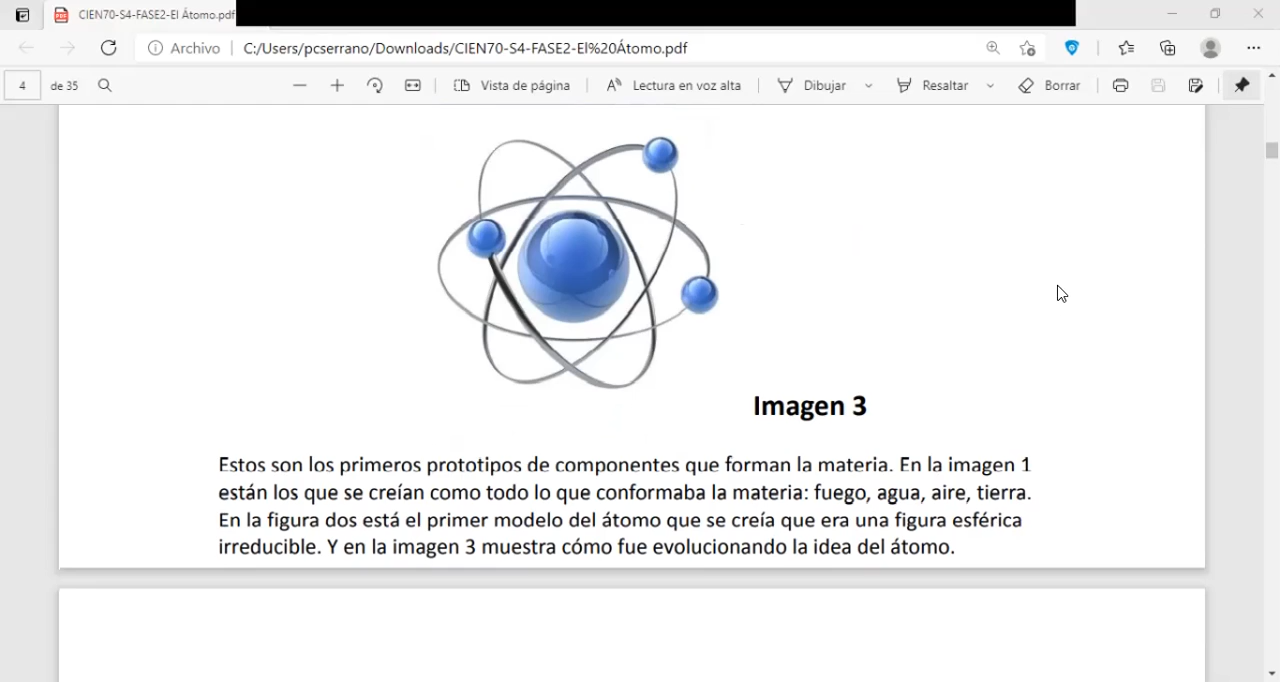 CIEN70-S4-FASE2-El Átomo.pdf
Archivo
C:/Users/pcserrano/Downloads/CIEN70-S4-FASE2-El%20Átomo.pdf
4 de 35 Vista de página Lectura en voz alta Dibujar Resaltar Borrar
Imagen 3
Estos son los primeros prototipos de componentes que forman la materia. En la imagen 1
están los que se creían como todo lo que conformaba la materia: fuego, agua, aire, tierra.
En la figura dos está el primer modelo del átomo que se creía que era una figura esférica
irreducible. Y en la imagen 3 muestra cómo fue evolucionando la idea del átomo.